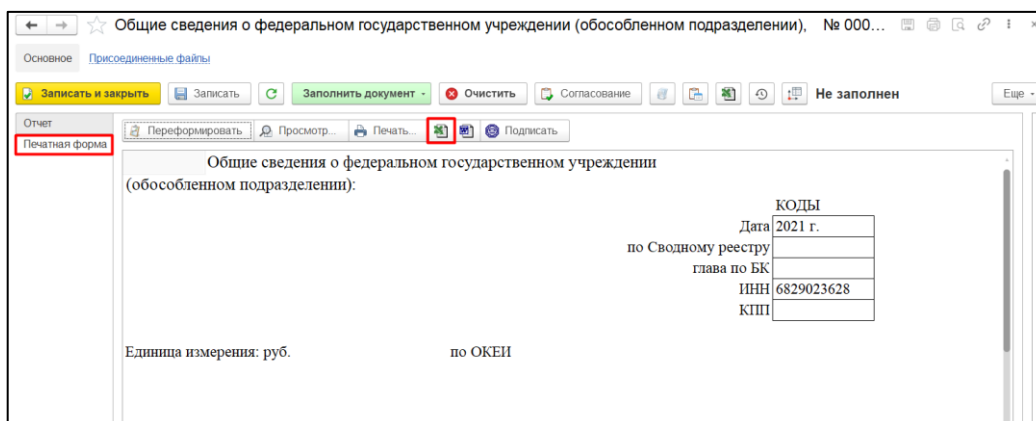 Общие сведения о федеральном государственном учреждении (обособленном подразделении), № 000...
Основное Присоединенные файлы
Записать и закрыть Записать Заполнить документ Очистить Согласование Не заполнен Еще
Отчет
Печатная форма
Переформировать Просмотр... Печать... Подписать
Общие сведения о федеральном государственном учреждении
(обособленном подразделении):
КОДЫ
Дата 2021 г.
по Сводному реестру
глава по БК
ИНН 6829023628
КПП
Единица измерения: руб. по ОКЕИ